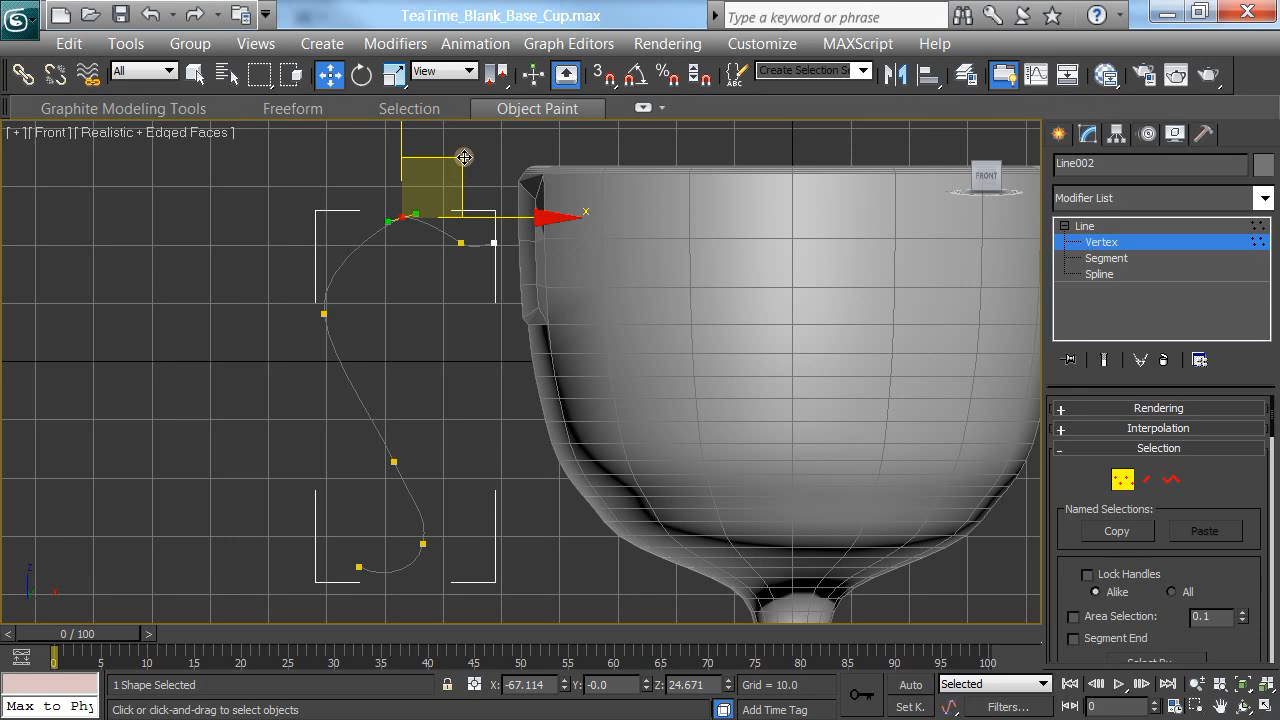 TeaTime_Blank_Base_Cup.max
Type a keyword or phrase
Edit Tools Group Views Create Modifiers Animation Graph Editors Rendering Customize MAXScript Help
All
View
3
ABC
Create Selection Se
Graphite Modeling Tools Freeform Selection Object Paint
[ + ][ Front ][ Realistic + Edged Faces ]
FRONT
x
z
x
Line002
Modifier List
Line
Vertex
Segment
Spline
+ Rendering
+ Interpolation
- Selection
Named Selections:
Copy Paste
Lock Handles
Alike All
Area Selection: 0.1
Segment End
< 0 / 100 >
0 5 10 15 20 25 30 35 40 45 50 55 60 65 70 75 80 85 90 95 100
1 Shape Selected X: -67.114 Y: -0.0 Z: 24.671 Grid = 10.0 Auto Selected
Max to Phy Click or click-and-drag to select objects Add Time Tag Set K. Filters... 0